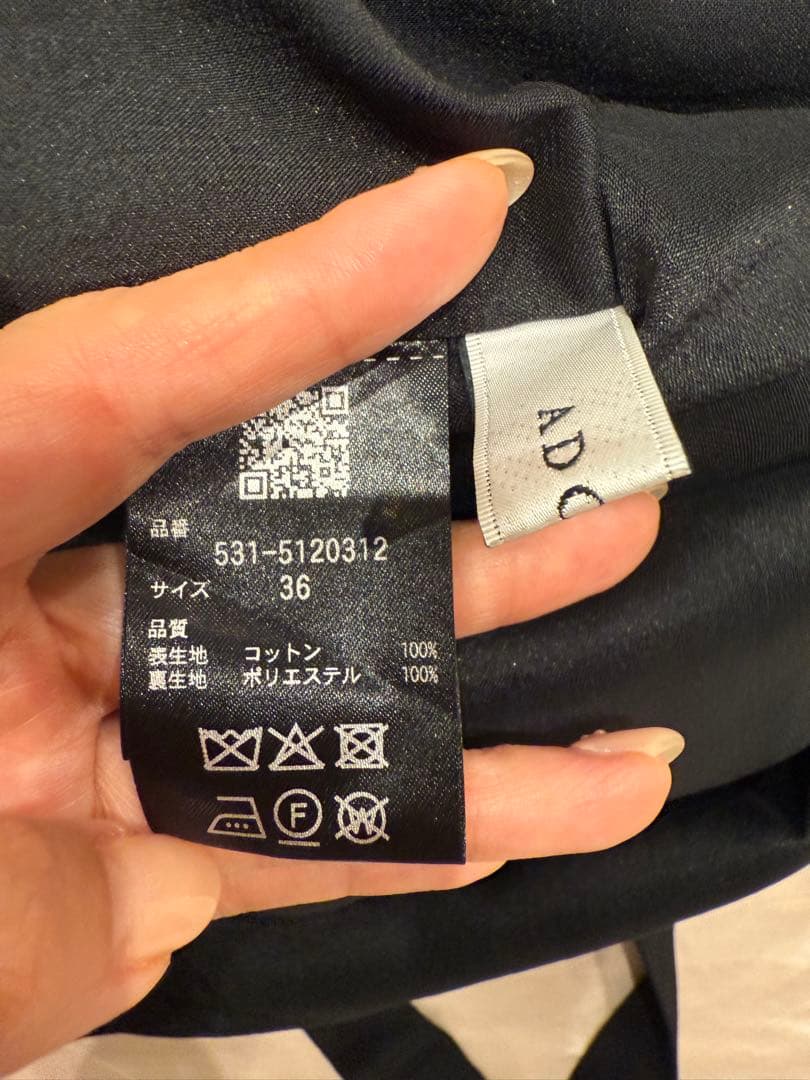 品番
531-5120312
サイズ 36
品質
表生地 コットン 100%
裏生地 ポリエステル 100%
F
W
AD